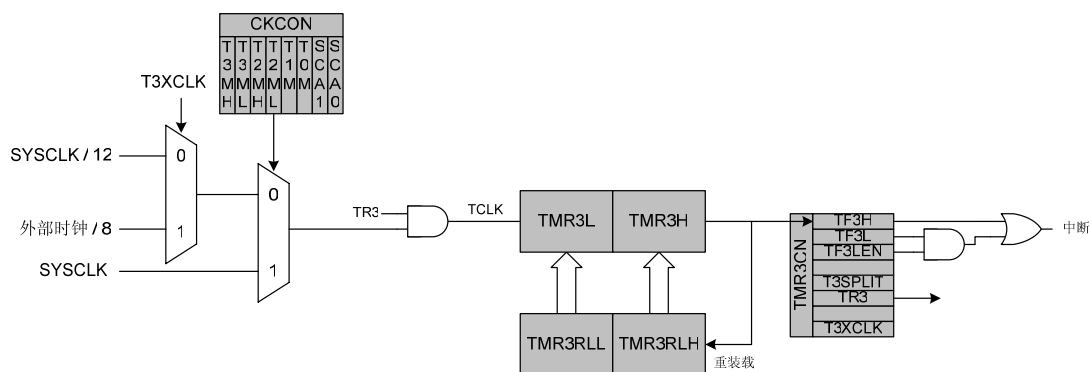 CKCON
T3MH
T3ML
T2MH
T2ML
T1M
T0M
SCA1
SCA0
T3XCLK
SYSCLK / 12
0
外部时钟 / 8
1
SYSCLK
0
1
TR3
TCLK
TMR3L
TMR3H
TMR3RLL
TMR3RLH
重装载
TMR3CN
TF3H
TF3L
TF3LEN
T3SPLIT
TR3
T3XCLK
中断